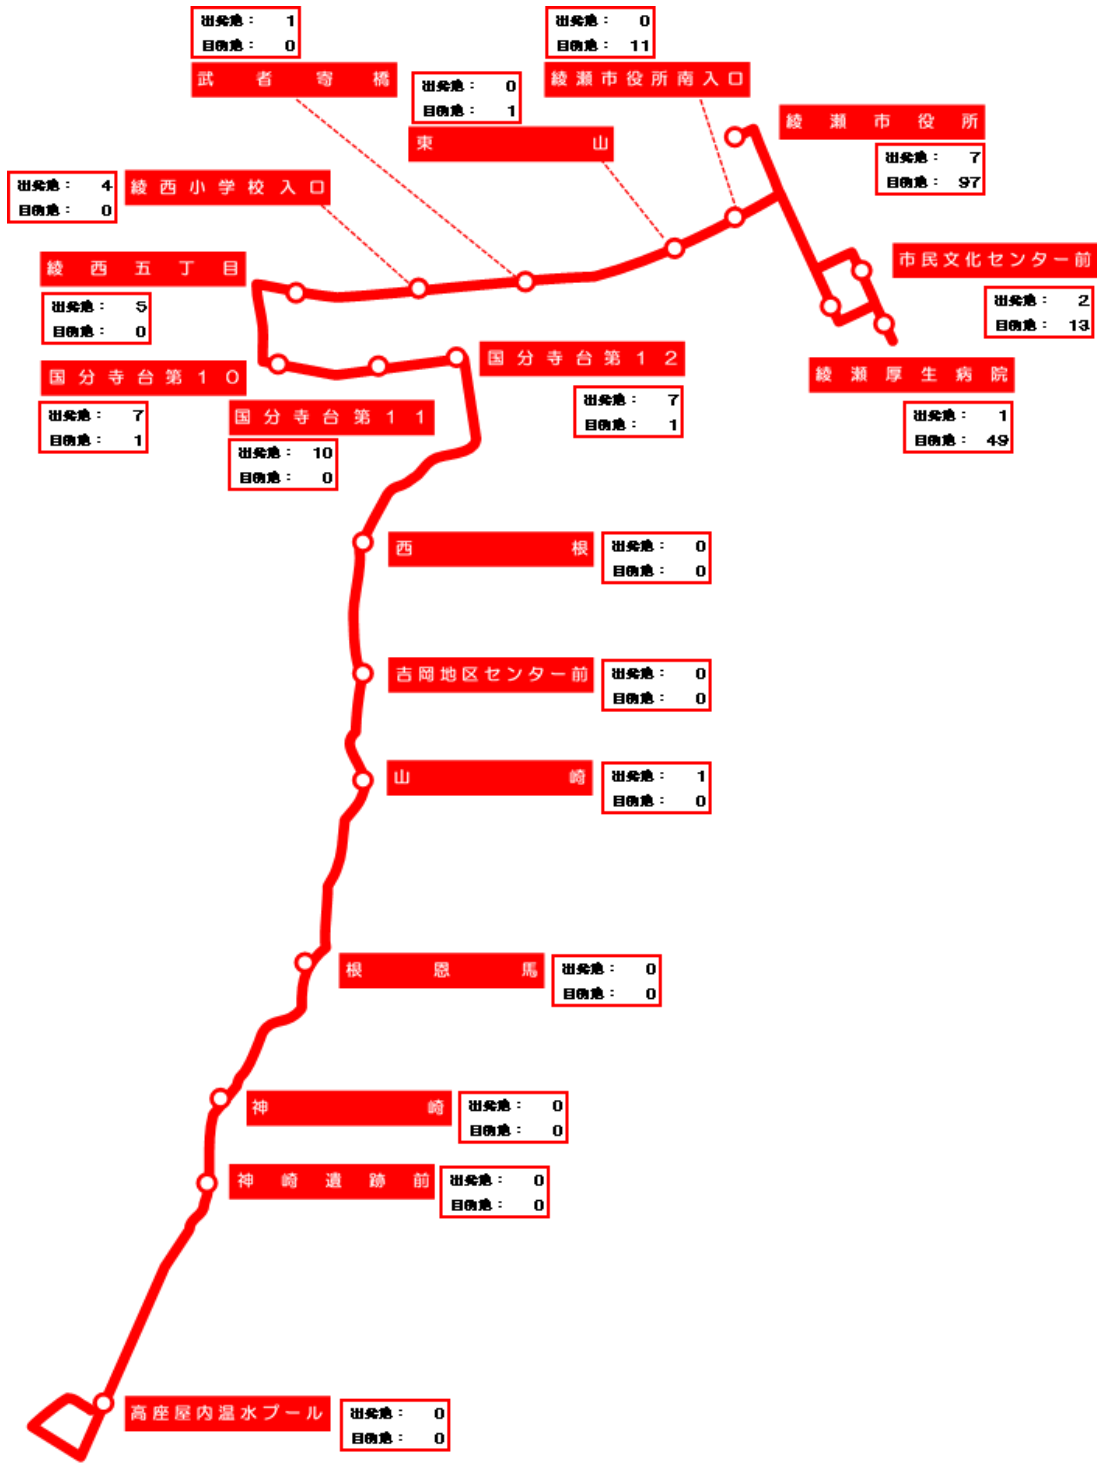 出発地： 1
目的地： 0
武者寄橋
出発地： 0
目的地： 11
綾瀬市役所南入口
出発地： 0
目的地： 1
東山
綾瀬市役所
出発地： 7
目的地： 97
出発地： 4
目的地： 0
綾西小学校入口
綾西五丁目
出発地： 5
目的地： 0
市民文化センター前
出発地： 2
目的地： 13
国分寺台第１０
出発地： 7
目的地： 1
国分寺台第１１
出発地： 10
目的地： 0
国分寺台第１２
出発地： 7
目的地： 1
綾瀬厚生病院
出発地： 1
目的地： 49
西根
出発地： 0
目的地： 0
吉岡地区センター前
出発地： 0
目的地： 0
山崎
出発地： 1
目的地： 0
根恩馬
出発地： 0
目的地： 0
神崎
出発地： 0
目的地： 0
神崎遺跡前
出発地： 0
目的地： 0
高座屋内温水プール
出発地： 0
目的地： 0